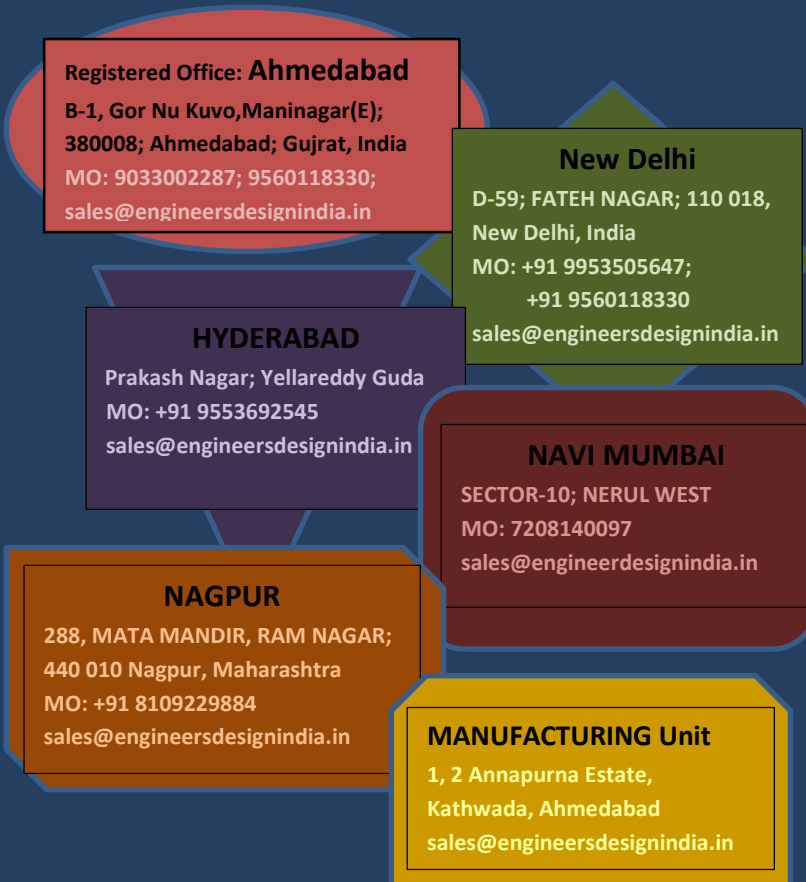 Registered Office: Ahmedabad
B-1, Gor Nu Kuvo,Maninagar(E);
380008; Ahmedabad; Gujrat, India
MO: 9033002287; 9560118330;
sales@engineersdesignindia.in
New Delhi
D-59; FATEH NAGAR; 110 018,
New Delhi, India
MO: +91 9953505647;
+91 9560118330
sales@engineersdesignindia.in
HYDERABAD
Prakash Nagar; Yellareddy Guda
MO: +91 9553692545
sales@engineersdesignindia.in
NAVI MUMBAI
SECTOR-10; NERUL WEST
MO: 7208140097
sales@engineerdesignindia.in
NAGPUR
288, MATA MANDIR, RAM NAGAR;
440 010 Nagpur, Maharashtra
MO: +91 8109229884
sales@engineersdesignindia.in
MANUFACTURING Unit
1, 2 Annapurna Estate,
Kathwada, Ahmedabad
sales@engineersdesignindia.in